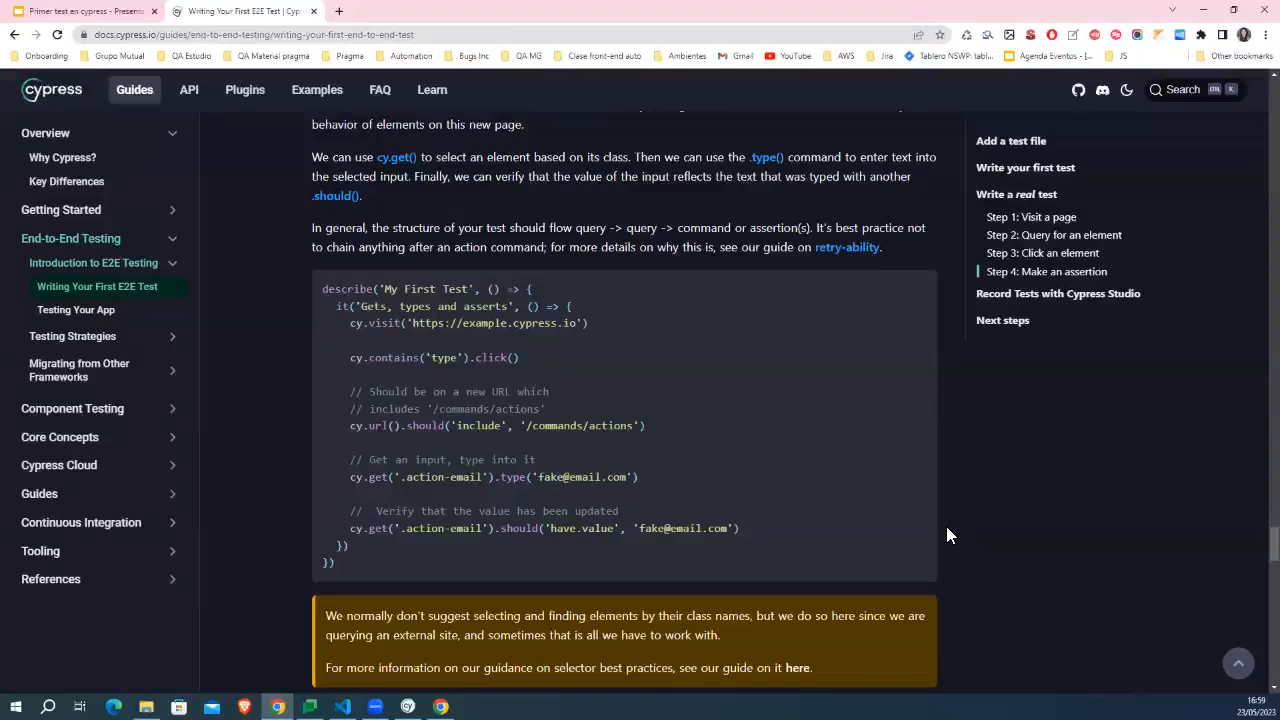 Primer test en cypress - Presenta
Writing Your First E2E Test | Cyp
docs.cypress.io/guides/end-to-end-testing/writing-your-first-end-to-end-test
Onboarding
Grupo Mutual
QA Estudio
QA Material pragma
Pragma
Automation
Bugs Inc
QA MG
Clase front-end auto
Ambientes
Gmail
YouTube
AWS
Jira
Tablero NSWP: tabl...
Agenda Eventos - [...
JS
Other bookmarks
cypress
Guides
API
Plugins
Examples
FAQ
Learn
Search
CTRL
K
Overview
Why Cypress?
Key Differences
Getting Started
End-to-End Testing
Introduction to E2E Testing
Writing Your First E2E Test
Testing Your App
Testing Strategies
Migrating from Other
Frameworks
Component Testing
Core Concepts
Cypress Cloud
Guides
Continuous Integration
Tooling
References
behavior of elements on this new page.
We can use cy.get() to select an element based on its class. Then we can use the .type() command to enter text into
the selected input. Finally, we can verify that the value of the input reflects the text that was typed with another
.should().
In general, the structure of your test should flow query -> query -> command or assertion(s). It's best practice not
to chain anything after an action command; for more details on why this is, see our guide on retry-ability.
describe('My First Test', () => {
it('Gets, types and asserts', () => {
cy.visit('https://example.cypress.io')
cy.contains('type').click()
// Should be on a new URL which
// includes '/commands/actions'
cy.url().should('include', '/commands/actions')
// Get an input, type into it
cy.get('.action-email').type('fake@email.com')
//  Verify that the value has been updated
cy.get('.action-email').should('have.value', 'fake@email.com')
})
})
We normally don't suggest selecting and finding elements by their class names, but we do so here since we are
querying an external site, and sometimes that is all we have to work with.
For more information on our guidance on selector best practices, see our guide on it here.
Add a test file
Write your first test
Write a real test
Step 1: Visit a page
Step 2: Query for an element
Step 3: Click an element
Step 4: Make an assertion
Record Tests with Cypress Studio
Next steps
16:59
23/05/2023